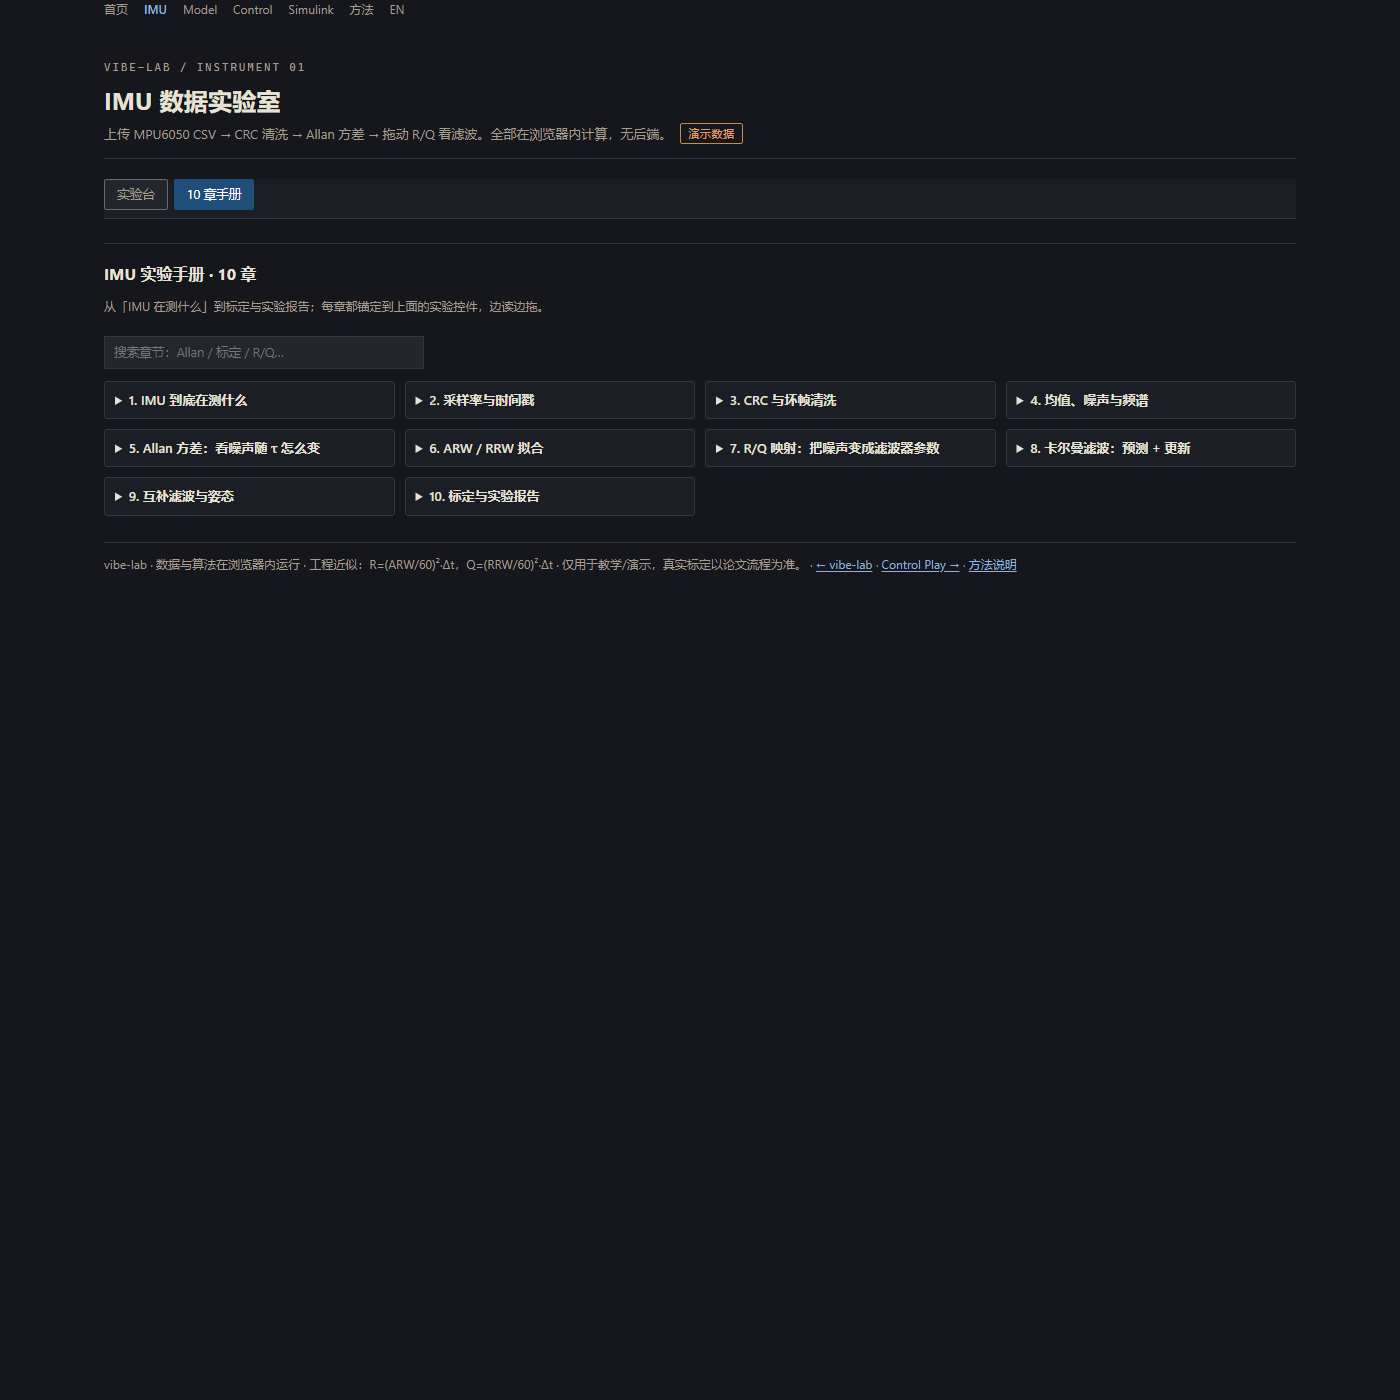 首页 IMU Model Control Simulink 方法 EN
VIBE-LAB / INSTRUMENT 01
IMU 数据实验室
上传 MPU6050 CSV → CRC 清洗 → Allan 方差 → 拖动 R/Q 看滤波。全部在浏览器内计算，无后端。 演示数据
实验台 10 章手册
IMU 实验手册 · 10 章
从「IMU 在测什么」到标定与实验报告；每章都锚定到上面的实验控件，边读边拖。
搜索章节：Allan / 标定 / R/Q...
▶ 1. IMU 到底在测什么 ▶ 2. 采样率与时间戳 ▶ 3. CRC 与坏帧清洗 ▶ 4. 均值、噪声与频谱
▶ 5. Allan 方差：看噪声随 τ 怎么变 ▶ 6. ARW / RRW 拟合 ▶ 7. R/Q 映射：把噪声变成滤波器参数 ▶ 8. 卡尔曼滤波：预测 + 更新
▶ 9. 互补滤波与姿态 ▶ 10. 标定与实验报告
vibe-lab · 数据与算法在浏览器内运行 · 工程近似：R=(ARW/60)²·Δt，Q=(RRW/60)²·Δt · 仅用于教学/演示，真实标定以论文流程为准。 · ← vibe-lab · Control Play → · 方法说明